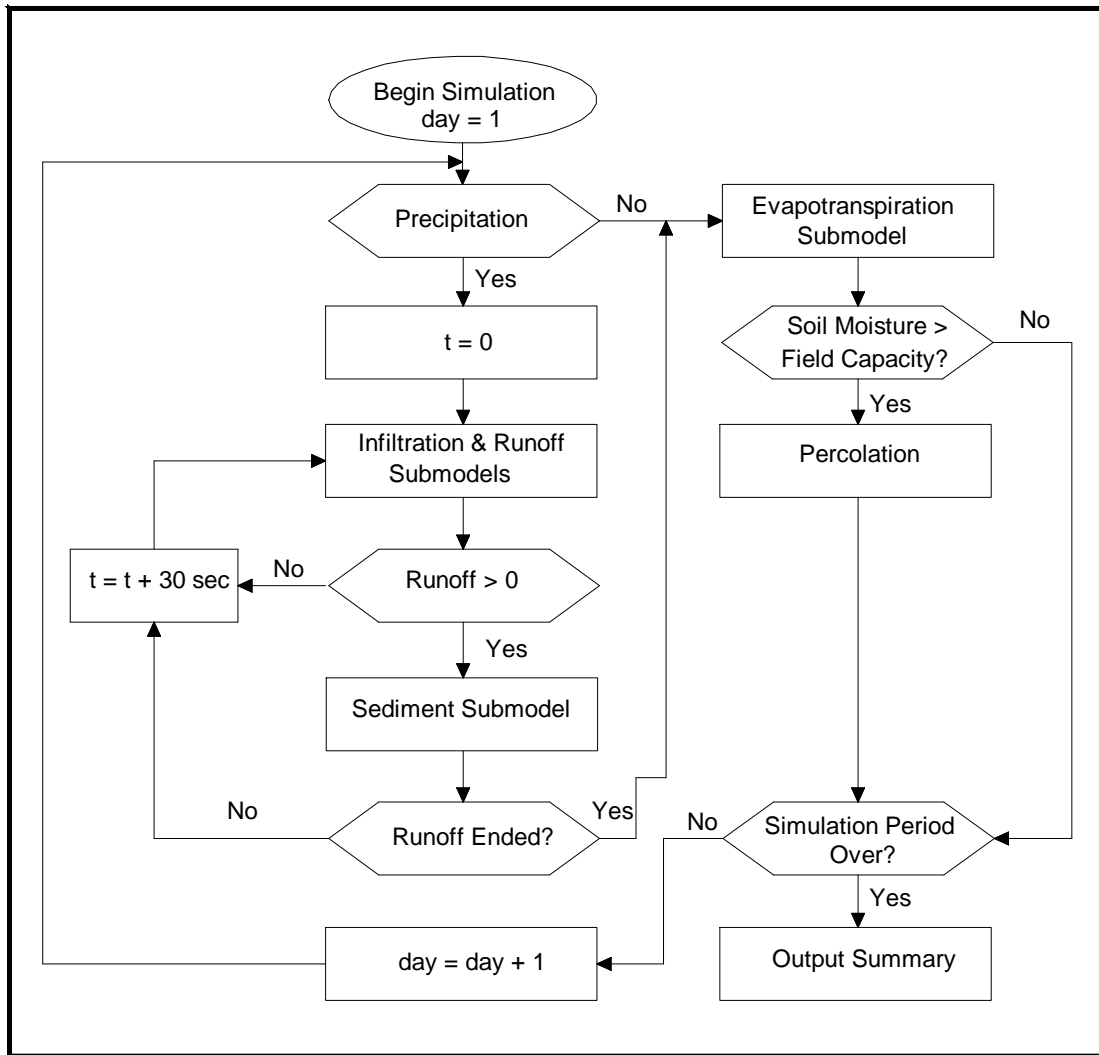 Begin Simulation
day = 1
Precipitation
No
Yes
t = 0
Infiltration & Runoff
Submodels
t = t + 30 sec
No
Runoff > 0
Yes
Sediment Submodel
No
Runoff Ended?
Yes
Evapotranspiration
Submodel
Soil Moisture >
Field Capacity?
No
Yes
Percolation
No
Simulation Period
Over?
Yes
day = day + 1
Output Summary